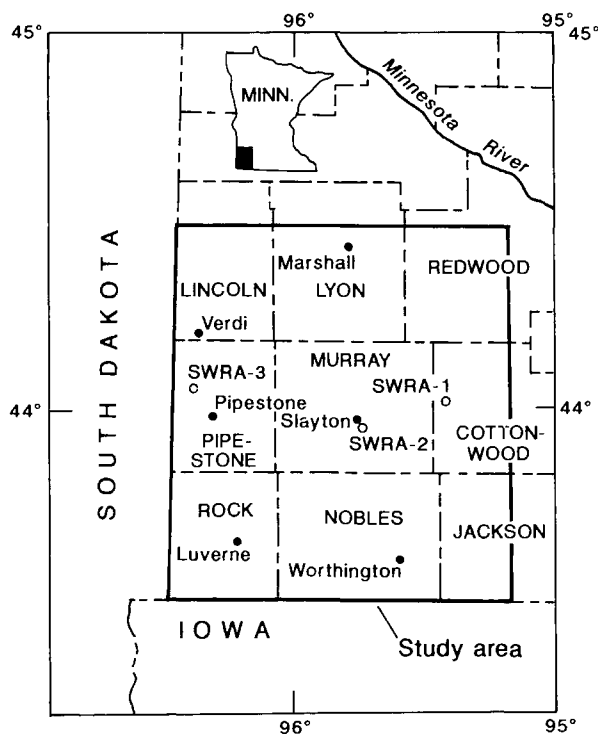 45°
96°
95°
45°
MINN.
Minnesota
River
SOUTH DAKOTA
Marshall
REDWOOD
LINCOLN
LYON
Verdi
MURRAY
SWRA-3
SWRA-1
44°
Pipestone
Slayton
44°
SWRA-2
PIPE-
STONE
COTTON-
WOOD
ROCK
NOBLES
JACKSON
Luverne
Worthington
IOWA
Study area
96°
95°